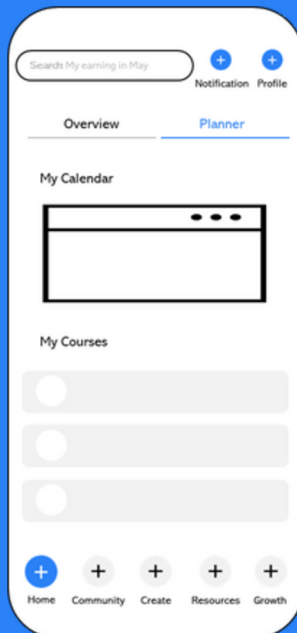 Search My earning in May
Notification Profile
Overview Planner
My Calendar
My Courses
Home Community Create Resources Growth